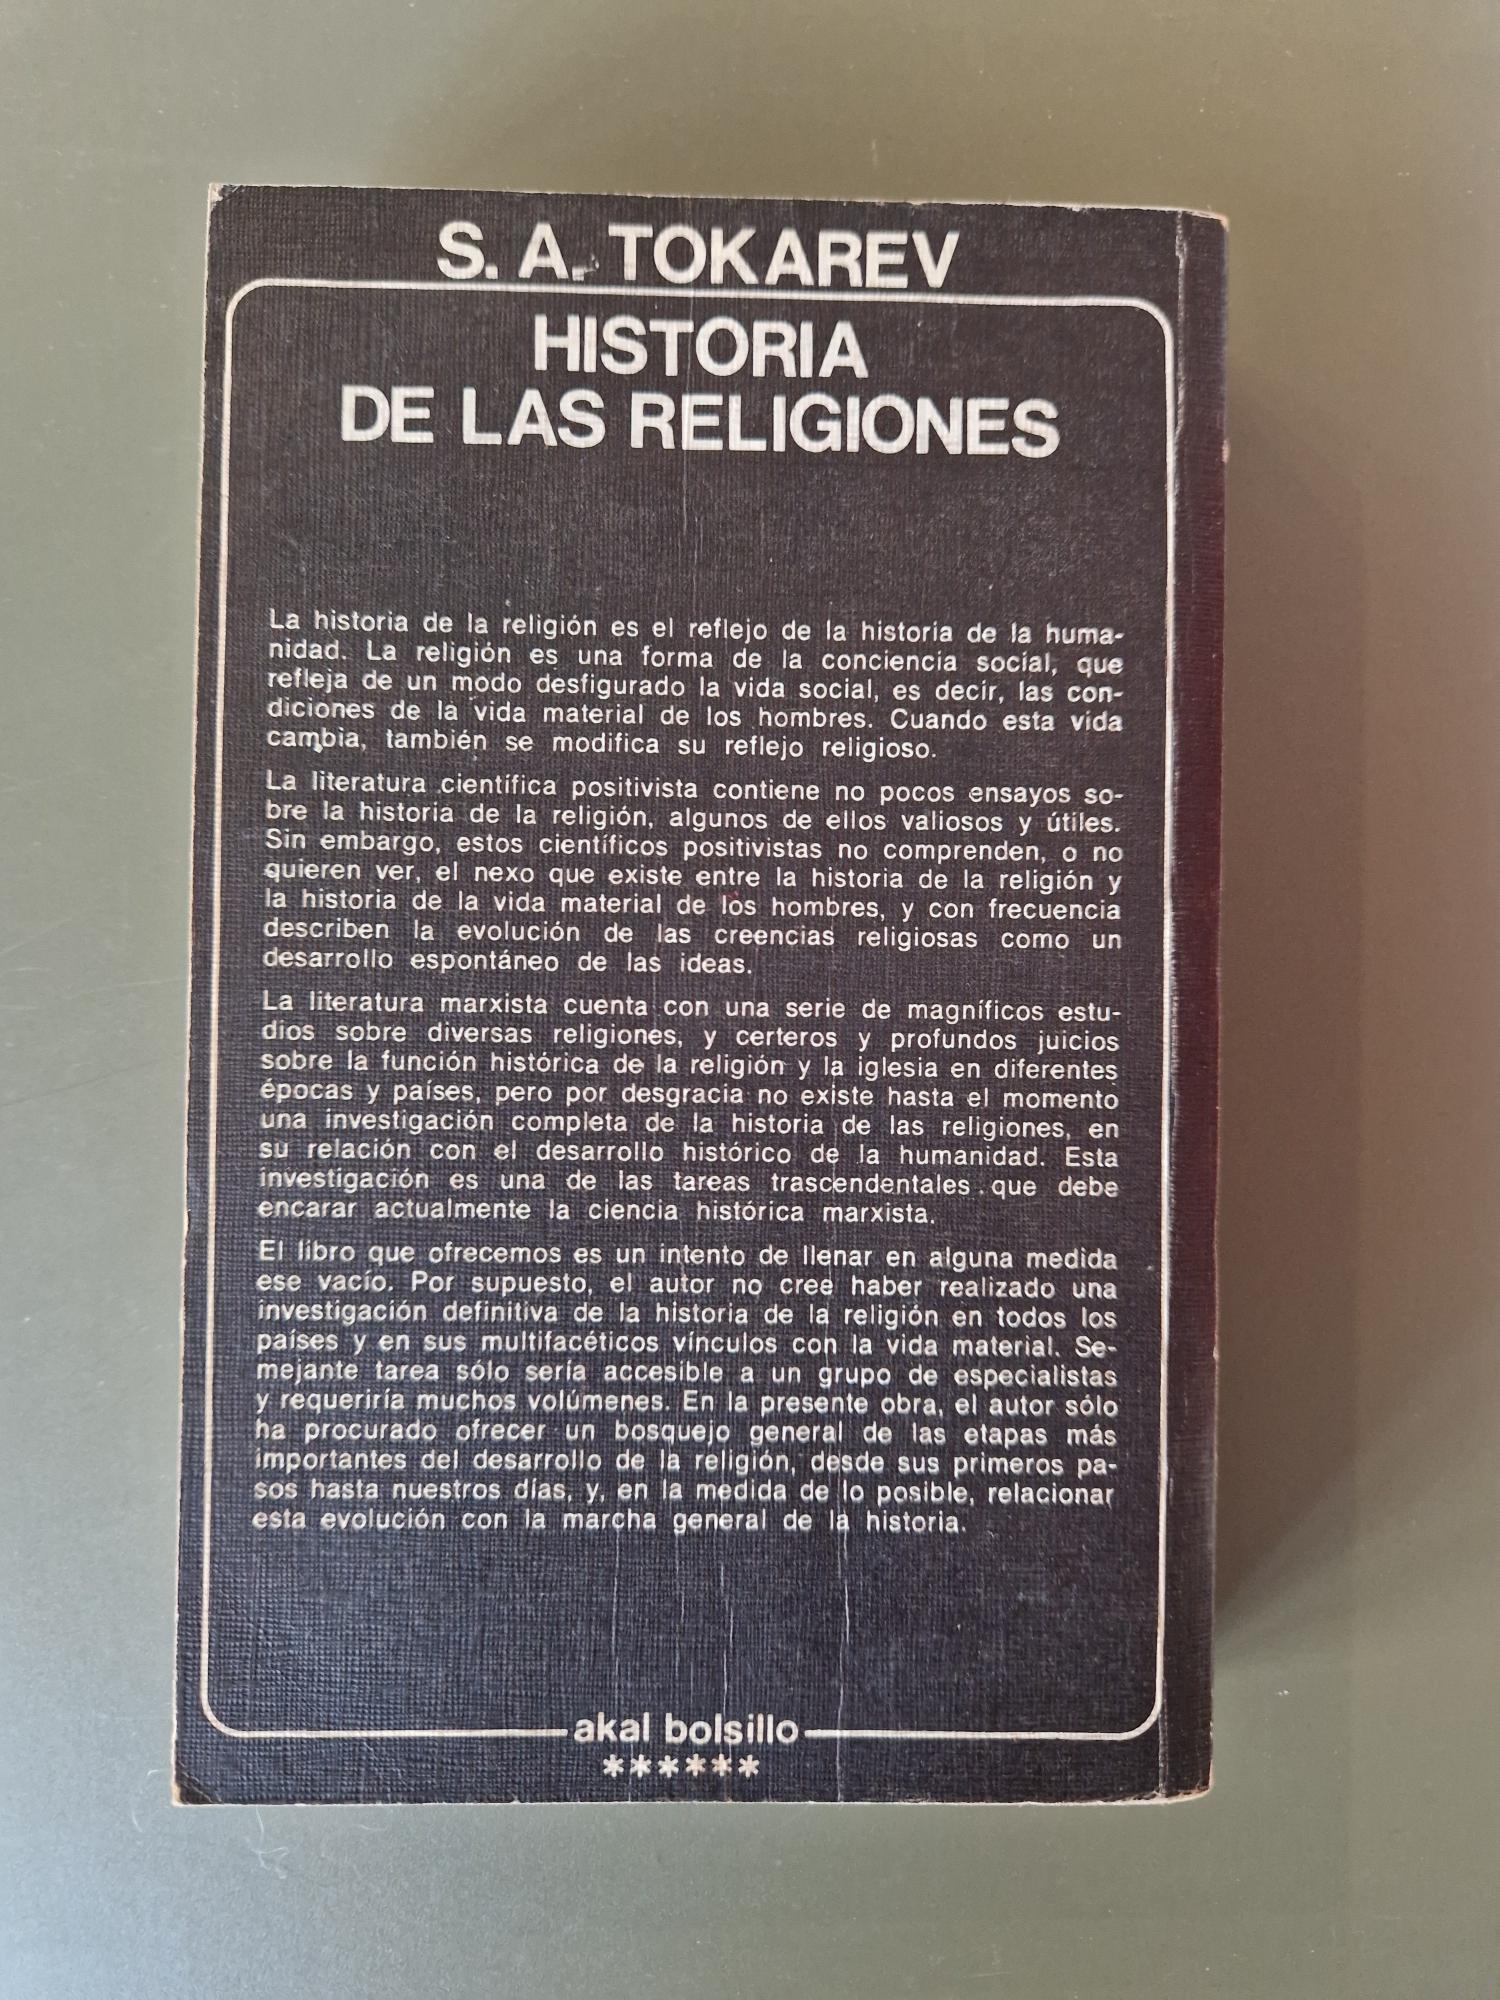 S. A. TOKAREV
HISTORIA
DE LAS RELIGIONES
La historia de la religión es el reflejo de la historia de la huma-
nidad. La religión es una forma de la conciencia social, que
refleja de un modo desfigurado la vida social, es decir, las con-
diciones de la vida material de los hombres. Cuando esta vida
cambia, también se modifica su reflejo religioso.
La literatura científica positivista contiene no pocos ensayos so-
bre la historia de la religión, algunos de ellos valiosos y útiles.
Sin embargo, estos científicos positivistas no comprenden, o no
quieren ver, el nexo que existe entre la historia de la religión y
la historia de la vida material de los hombres, y con frecuencia
describen la evolución de las creencias religiosas como un
desarrollo espontáneo de las ideas.
La literatura marxista cuenta con una serie de magníficos estu-
dios sobre diversas religiones, y certeros y profundos juicios
sobre la función histórica de la religión y la iglesia en diferentes
épocas y países, pero por desgracia no existe hasta el momento
una investigación completa de la historia de las religiones, en
su relación con el desarrollo histórico de la humanidad. Esta
investigación es una de las tareas trascendentales que debe
encarar actualmente la ciencia histórica marxista.
El libro que ofrecemos es un intento de llenar en alguna medida
ese vacío. Por supuesto, el autor no cree haber realizado una
investigación definitiva de la historia de la religión en todos los
países y en sus multifacéticos vínculos con la vida material. Se-
mejante tarea sólo sería accesible a un grupo de especialistas
y requeriría muchos volúmenes. En la presente obra, el autor sólo
ha procurado ofrecer un bosquejo general de las etapas más
importantes del desarrollo de la religión, desde sus primeros pa-
sos hasta nuestros días, y, en la medida de lo posible, relacionar
esta evolución con la marcha general de la historia.
akal bolsillo
******